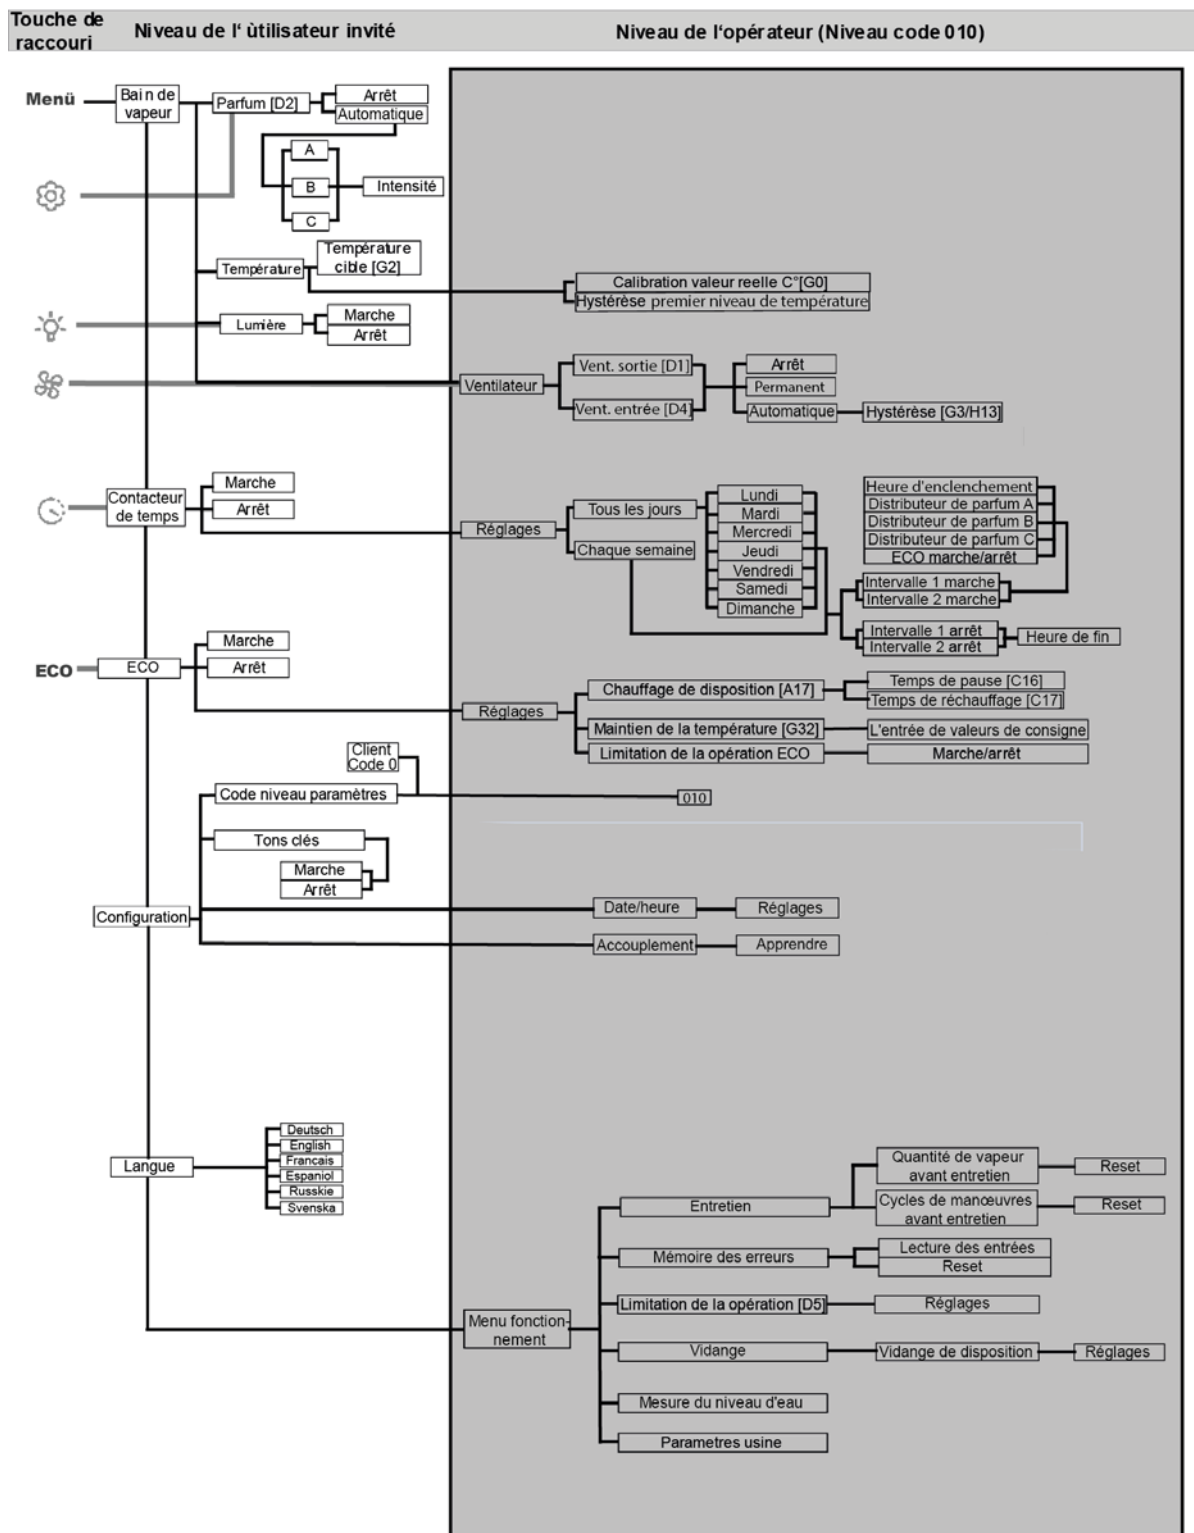 Touche de
raccouri
Niveau de l‘ ùtilisateur invité
Niveau de l‘opérateur (Niveau code 010)
Menü
Bain de
vapeur
Parfum [D2]
Arrêt
Automatique
A
B
C
Intensité
Température
Température
cible [G2]
Calibration valeur reelle C°[G0]
Hystérèse premier niveau de température
Lumière
Marche
Arrêt
Ventilateur
Vent. sortie [D1]
Vent. entrée [D4]
Arrêt
Permanent
Automatique
Hystérèse [G3/H13]
Contacteur
de temps
Marche
Arrêt
Réglages
Tous les jours
Chaque semaine
Lundi
Mardi
Mercredi
Jeudi
Vendredi
Samedi
Dimanche
Heure d'enclenchement
Distributeur de parfum A
Distributeur de parfum B
Distributeur de parfum C
ECO marche/arrêt
Intervalle 1 marche
Intervalle 2 marche
Intervalle 1 arrêt
Intervalle 2 arrêt
Heure de fin
ECO
ECO
Marche
Arrêt
Réglages
Chauffage de disposition [A17]
Temps de pause [C16]
Temps de réchauffage [C17]
Maintien de la température [G32]
L'entrée de valeurs de consigne
Limitation de la opération ECO
Marche/arrêt
Client
Code 0
Code niveau paramètres
010
Tons clés
Marche
Arrêt
Configuration
Date/heure
Réglages
Accouplement
Apprendre
Langue
Deutsch
English
Francais
Espaniol
Russkie
Svenska
Menu fonction-
nement
Entretien
Quantité de vapeur
avant entretien
Reset
Cycles de manœuvres
avant entretien
Reset
Mémoire des erreurs
Lecture des entrées
Reset
Limitation de la opération [D5]
Réglages
Vidange
Vidange de disposition
Réglages
Mesure du niveau d'eau
Parametres usine